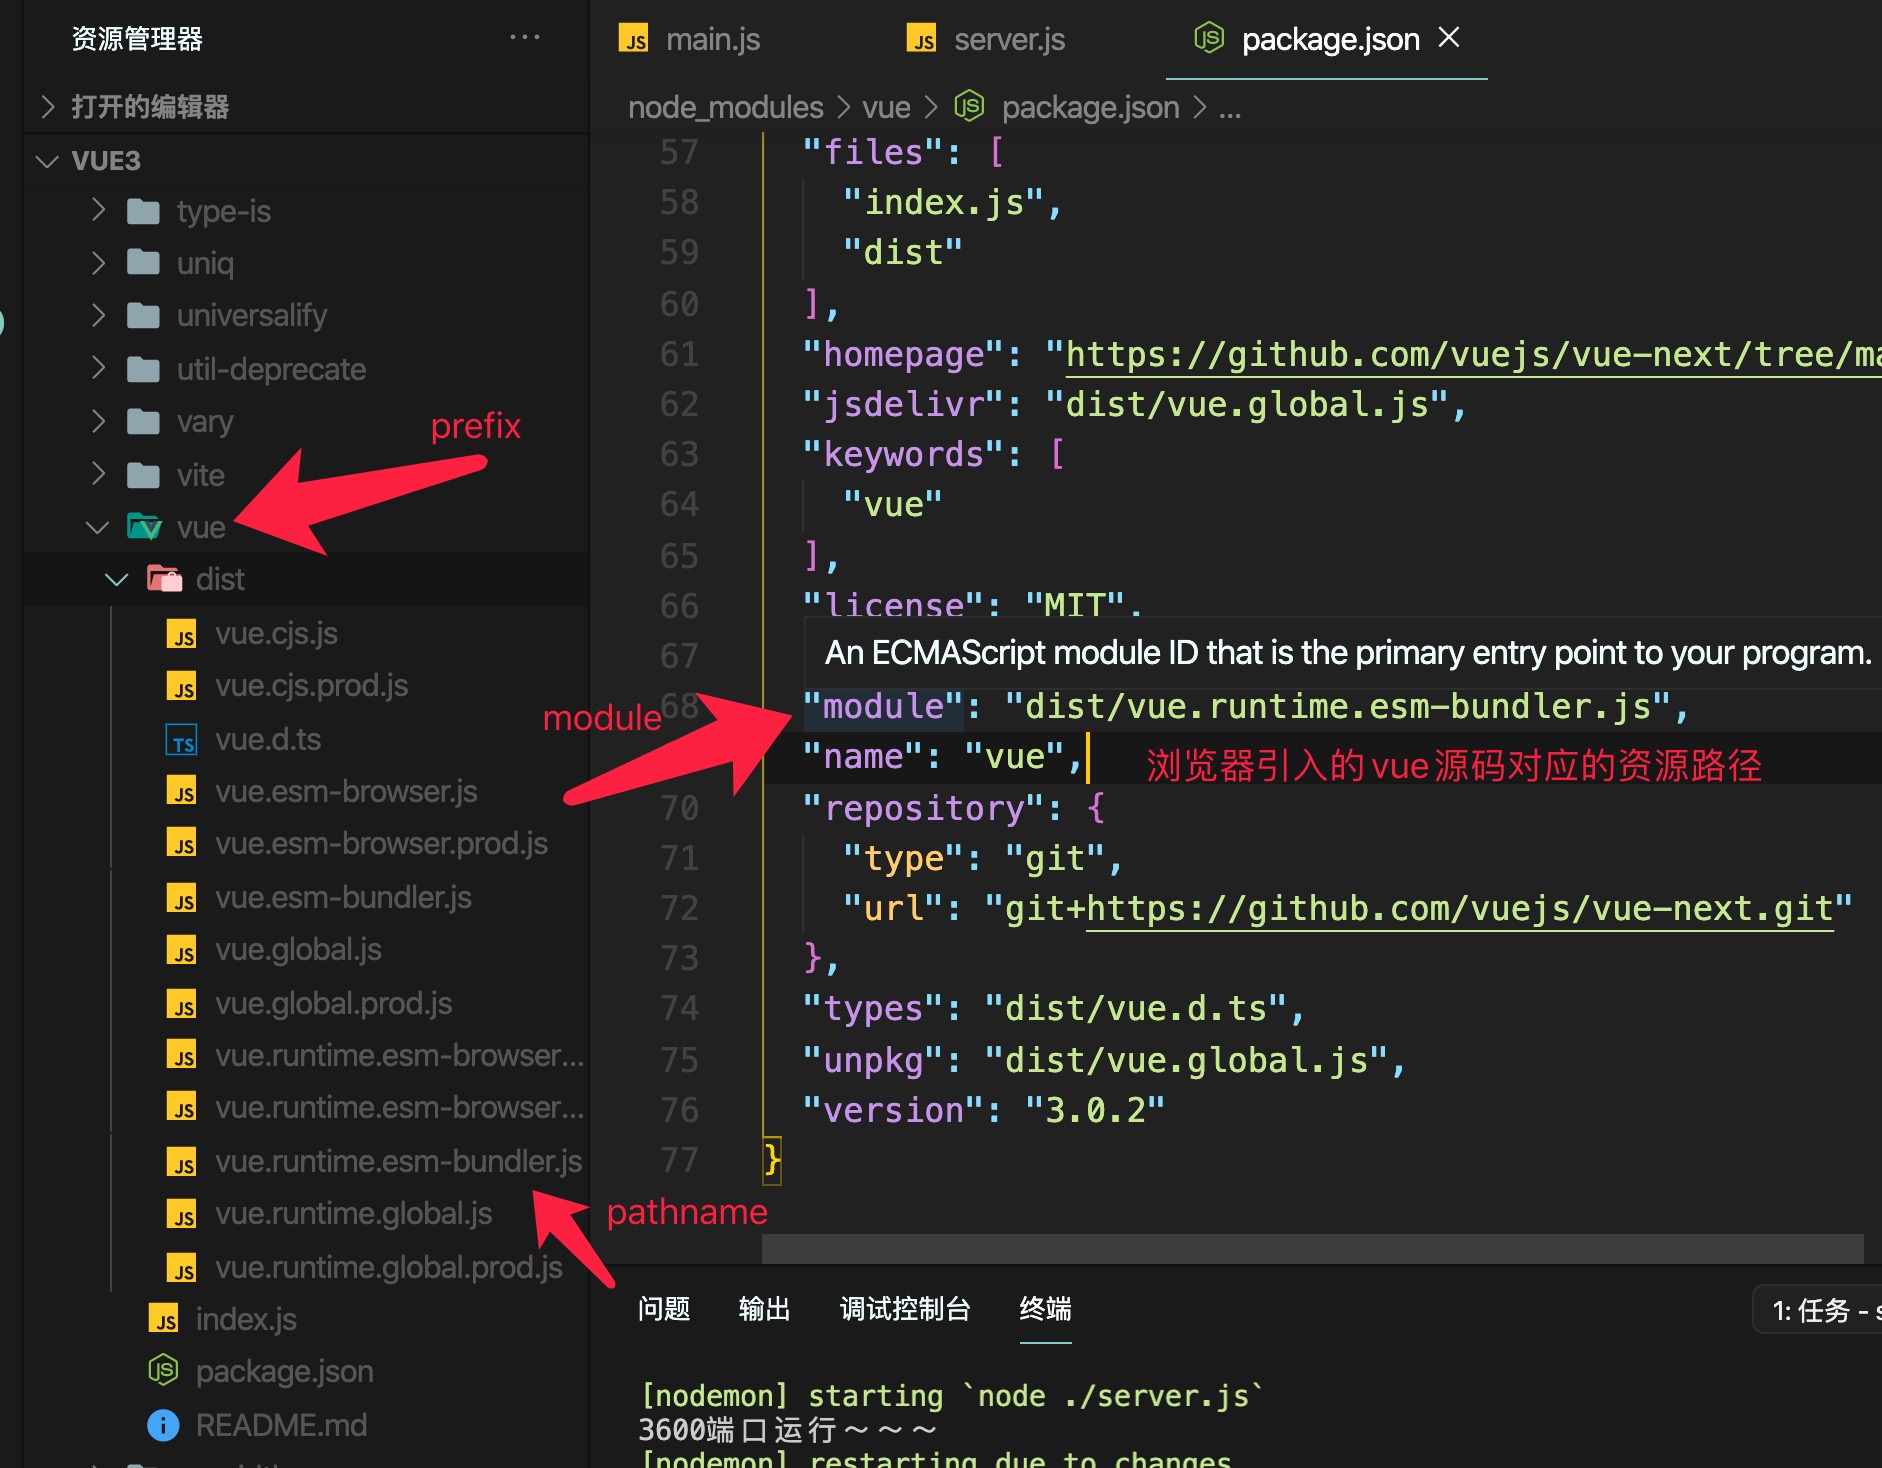 资源管理器
打开的编辑器
VUE3
type-is
uniq
universalify
util-deprecate
vary
prefix
vite
vue
dist
vue.cjs.js
vue.cjs.prod.js
TS vue.d.ts
vue.esm-browser.js
vue.esm-browser.prod.js
vue.esm-bundler.js
vue.global.js
vue.global.prod.js
vue.runtime.esm-browser...
vue.runtime.esm-browser...
vue.runtime.esm-bundler.js
vue.runtime.global.js
vue.runtime.global.prod.js
index.js
package.json
README.md
main.js server.js package.json
node_modules > vue > package.json > ...
57 "files": [
58 "index.js",
59 "dist"
60 ],
61 "homepage": "https://github.com/vuejs/vue-next/tree/ma
62 "jsdelivr": "dist/vue.global.js",
63 "keywords": [
64 "vue"
65 ],
66 "license": "MIT",
67 An ECMAScript module ID that is the primary entry point to your program.
module
68 "module": "dist/vue.runtime.esm-bundler.js",
"name": "vue", 浏览器引入的vue源码对应的资源路径
70 "repository": {
71 "type": "git",
72 "url": "git+https://github.com/vuejs/vue-next.git"
73 },
74 "types": "dist/vue.d.ts",
75 "unpkg": "dist/vue.global.js",
76 "version": "3.0.2"
77 }
pathname
问题 输出 调试控制台 终端 1: 任务 - s
[nodemon] starting `node ./server.js`
3600端口运行～～～
[nodemon] restarting due to changes